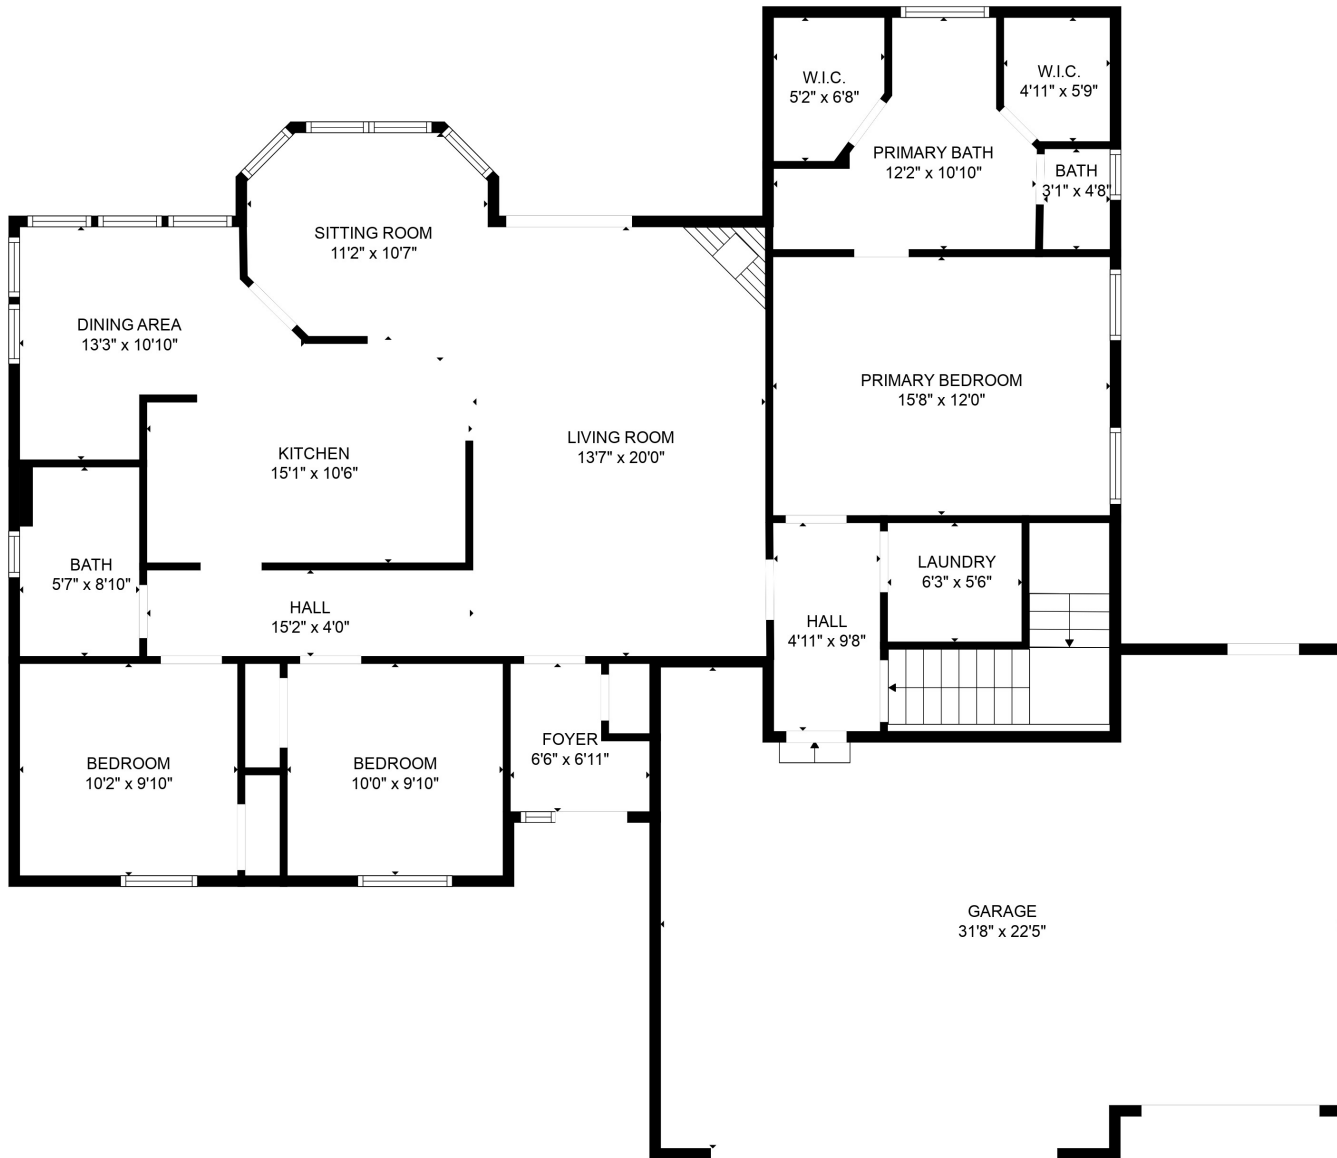 W.I.C.
5'2" x 6'8"
W.I.C.
4'11" x 5'9"
PRIMARY BATH
12'2" x 10'10"
BATH
3'1" x 4'8"
SITTING ROOM
11'2" x 10'7"
DINING AREA
13'3" x 10'10"
PRIMARY BEDROOM
15'8" x 12'0"
LIVING ROOM
13'7" x 20'0"
KITCHEN
15'1" x 10'6"
BATH
5'7" x 8'10"
LAUNDRY
6'3" x 5'6"
HALL
15'2" x 4'0"
HALL
4'11" x 9'8"
FOYER
6'6" x 6'11"
BEDROOM
10'2" x 9'10"
BEDROOM
10'0" x 9'10"
GARAGE
31'8" x 22'5"